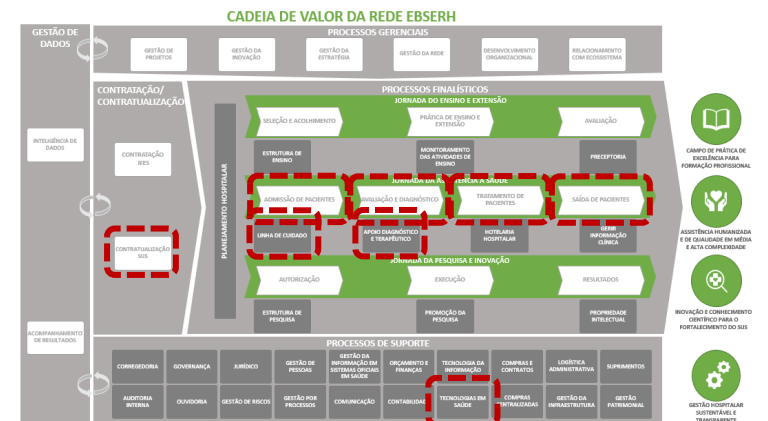 CADEIA DE VALOR DA REDE EBSERH
GESTÃO DE
DADOS
PROCESSOS GERENCIAIS
GESTÃO DE
PROJETOS
GESTÃO DA
INOVAÇÃO
GESTÃO DA
ESTRATÉGIA
GESTÃO DA REDE
DESENVOLVIMENTO
ORGANIZACIONAL
RELACIONAMENTO
COM ECOSSISTEMA
INTELIGÊNCIA DE
DADOS
ACOMPANHAMENTO
DE RESULTADOS
CONTRATAÇÃO/
CONTRATUALIZAÇÃO
CONTRATAÇÃO
IFES
CONTRATUALIZAÇÃO
SUS
PLANEJAMENTO HOSPITALAR
PROCESSOS FINALÍSTICOS
JORNADA DO ENSINO E EXTENSÃO
SELEÇÃO E ACOLHIMENTO
PRÁTICA DE ENSINO E
EXTENSÃO
AVALIAÇÃO
ESTRUTURA DE
ENSINO
MONITORAMENTO
DAS ATIVIDADES DE
ENSINO
PRECEPTORIA
JORNADA DA ASSISTÊNCIA À SAÚDE
ADMISSÃO DE PACIENTES
AVALIAÇÃO E DIAGNÓSTICO
TRATAMENTO DE
PACIENTES
SAÍDA DE PACIENTES
LINHA DE CUIDADO
APOIO DIAGNÓSTICO
E TERAPÊUTICO
HOTELARIA
HOSPITALAR
GERIR
INFORMAÇÃO
CLÍNICA
JORNADA DA PESQUISA E INOVAÇÃO
AUTORIZAÇÃO
EXECUÇÃO
RESULTADOS
ESTRUTURA DE
PESQUISA
PROMOÇÃO DA
PESQUISA
PROPRIEDADE
INTELECTUAL
PROCESSOS DE SUPORTE
CORREGEDORIA
GOVERNANÇA
JURÍDICO
GESTÃO DE
PESSOAS
GESTÃO DA
INFORMAÇÃO EM
SISTEMAS OFICIAIS
EM SAÚDE
ORÇAMENTO E
FINANÇAS
TECNOLOGIA DA
INFORMAÇÃO
COMPRAS E
CONTRATOS
LOGÍSTICA
ADMINISTRATIVA
SUPRIMENTOS
AUDITORIA
INTERNA
OUVIDORIA
GESTÃO DE RISCOS
GESTÃO POR
PROCESSOS
COMUNICAÇÃO
CONTABILIDADE
TECNOLOGIAS EM
SAÚDE
COMPRAS
CENTRALIZADAS
GESTÃO DA
INFRAESTRUTURA
GESTÃO
PATRIMONIAL
CAMPO DE PRÁTICA DE
EXCELÊNCIA PARA
FORMAÇÃO PROFISSIONAL
ASSISTÊNCIA HUMANIZADA
E DE QUALIDADE EM MÉDIA
E ALTA COMPLEXIDADE
INOVAÇÃO E CONHECIMENTO
CIENTÍFICO PARA O
FORTALECIMENTO DO SUS
GESTÃO HOSPITALAR
SUSTENTÁVEL E
TRANSPARENTE